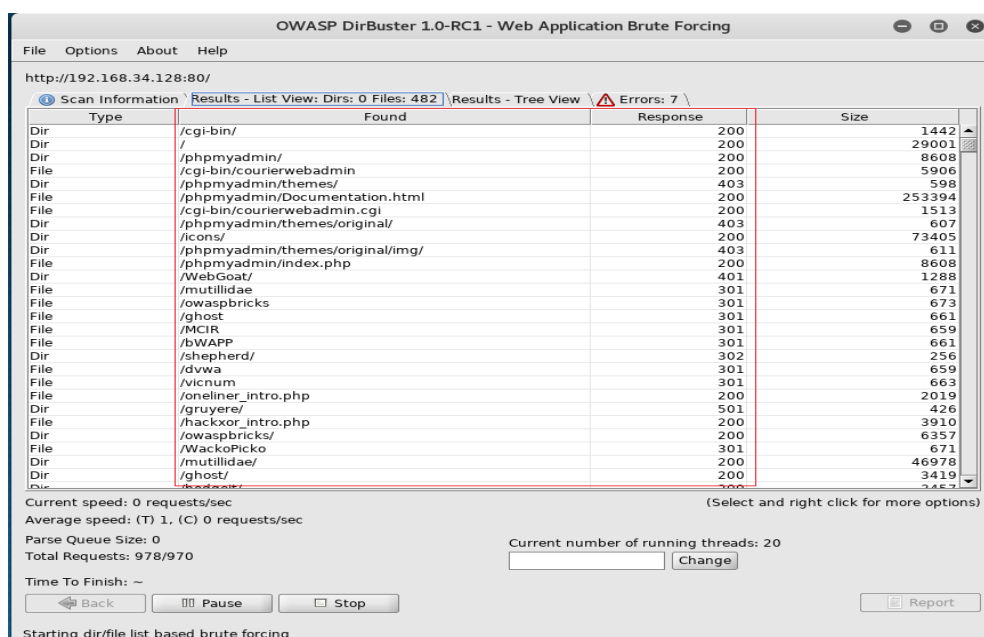 OWASP DirBuster 1.0-RC1 - Web Application Brute Forcing
File Options About Help
http://192.168.34.128:80/
Scan Information Results - List View: Dirs: 0 Files: 482 Results - Tree View Errors: 7
Type Found Response Size
Dir /cgi-bin/ 200 1442
Dir / 200 29001
Dir /phpmyadmin/ 200 8608
File /cgi-bin/courierwebadmin 200 5906
Dir /phpmyadmin/themes/ 403 598
File /phpmyadmin/Documentation.html 200 253394
File /cgi-bin/courierwebadmin.cgi 200 1513
Dir /phpmyadmin/themes/original/ 403 607
Dir /icons/ 200 73405
Dir /phpmyadmin/themes/original/img/ 403 611
File /phpmyadmin/index.php 200 8608
Dir /WebGoat/ 401 1288
File /mutillidae 301 671
File /owaspbricks 301 673
File /ghost 301 661
File /MCIR 301 659
File /bWAPP 301 661
Dir /shepherd/ 302 256
File /dvwa 301 659
File /vicnum 301 663
File /oneliner_intro.php 200 2019
Dir /gruyere/ 501 426
File /hackxor_intro.php 200 3910
Dir /owaspbricks/ 200 6357
File /WackoPicko 301 671
Dir /mutillidae/ 200 46978
Dir /ghost/ 200 3419
Current speed: 0 requests/sec (Select and right click for more options)
Average speed: (T) 1, (C) 0 requests/sec
Parse Queue Size: 0
Current number of running threads: 20
Total Requests: 978/970
Change
Time To Finish: ~
Back Pause Stop Report
Starting dir/file list based brute forcing